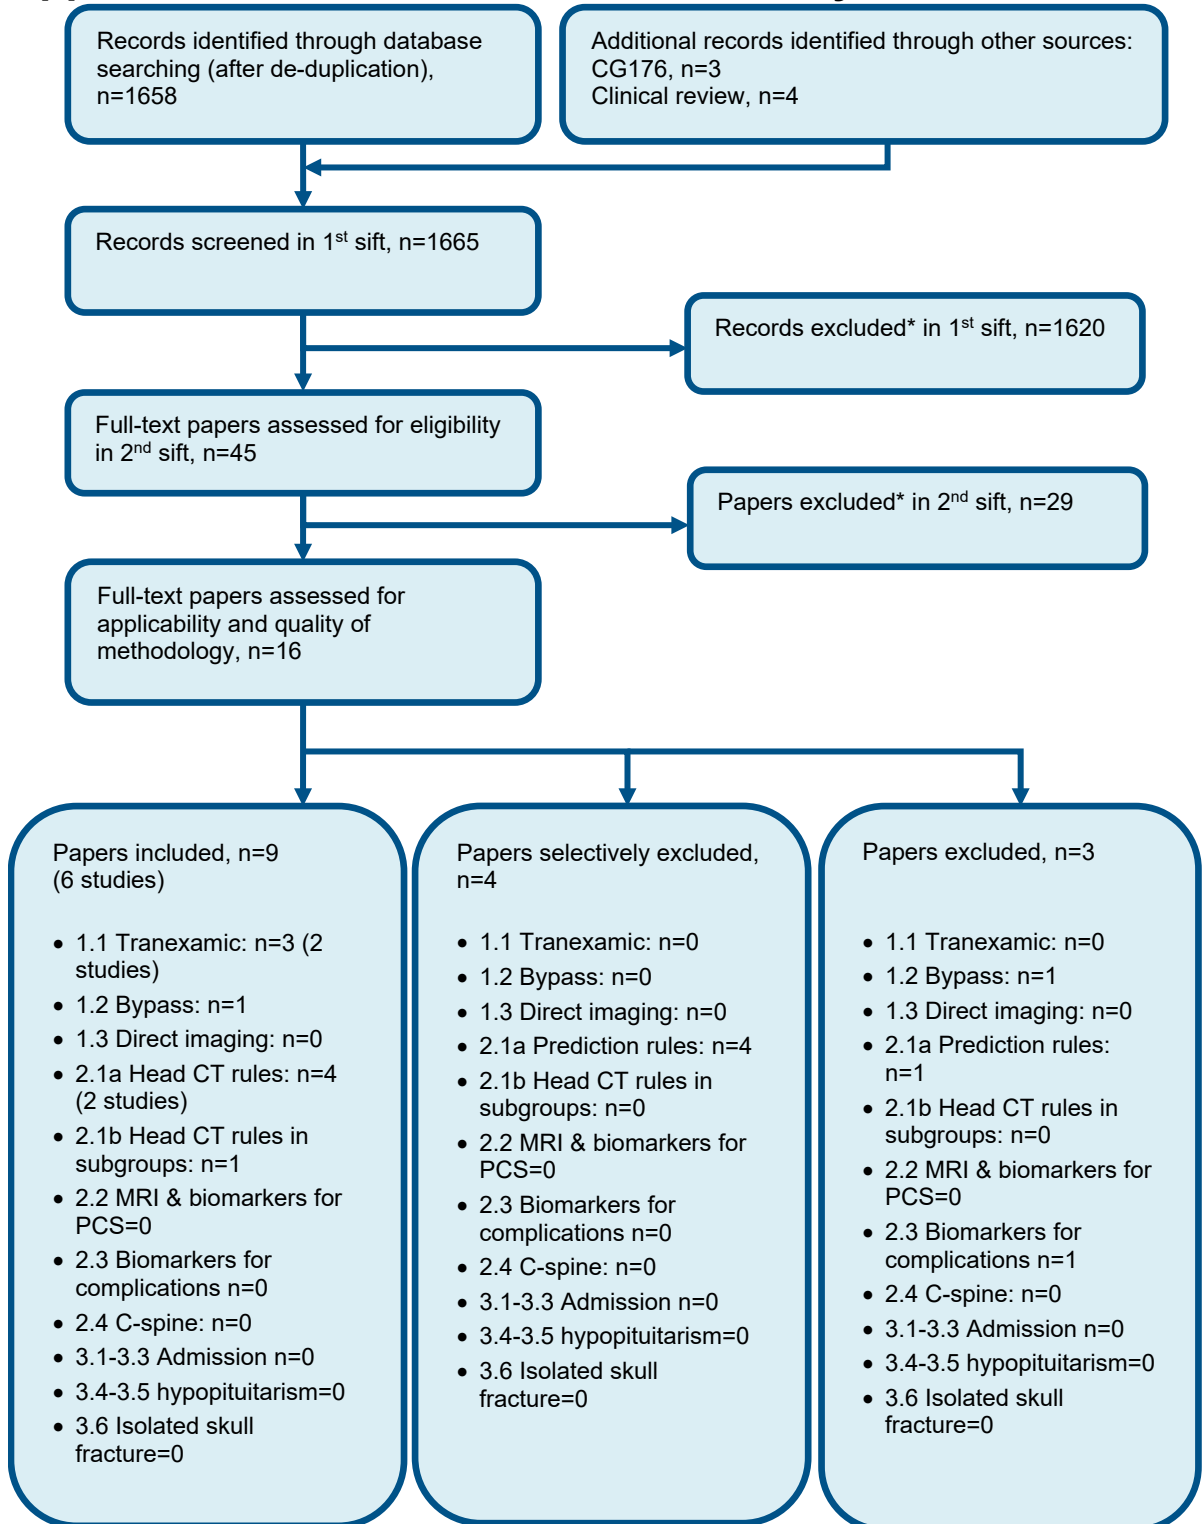 Records identified through database
searching (after de-duplication),
n=1658
Additional records identified through other sources:
CG176, n=3
Clinical review, n=4
Records screened in 1st sift, n=1665
Records excluded* in 1st sift, n=1620
Full-text papers assessed for eligibility
in 2nd sift, n=45
Papers excluded* in 2nd sift, n=29
Full-text papers assessed for
applicability and quality of
methodology, n=16
Papers included, n=9
(6 studies)
• 1.1 Tranexamic: n=3 (2
studies)
• 1.2 Bypass: n=1
• 1.3 Direct imaging: n=0
• 2.1a Head CT rules: n=4
(2 studies)
• 2.1b Head CT rules in
subgroups: n=1
• 2.2 MRI & biomarkers for
PCS=0
• 2.3 Biomarkers for
complications n=0
• 2.4 C-spine: n=0
• 3.1-3.3 Admission n=0
• 3.4-3.5 hypopituitarism=0
• 3.6 Isolated skull
fracture=0
Papers selectively excluded,
n=4
• 1.1 Tranexamic: n=0
• 1.2 Bypass: n=0
• 1.3 Direct imaging: n=0
• 2.1a Prediction rules: n=4
• 2.1b Head CT rules in
subgroups: n=0
• 2.2 MRI & biomarkers for
PCS=0
• 2.3 Biomarkers for
complications n=0
• 2.4 C-spine: n=0
• 3.1-3.3 Admission n=0
• 3.4-3.5 hypopituitarism=0
• 3.6 Isolated skull
fracture=0
Papers excluded, n=3
• 1.1 Tranexamic: n=0
• 1.2 Bypass: n=1
• 1.3 Direct imaging: n=0
• 2.1a Prediction rules:
n=1
• 2.1b Head CT rules in
subgroups: n=0
• 2.2 MRI & biomarkers for
PCS=0
• 2.3 Biomarkers for
complications n=1
• 2.4 C-spine: n=0
• 3.1-3.3 Admission n=0
• 3.4-3.5 hypopituitarism=0
• 3.6 Isolated skull
fracture=0